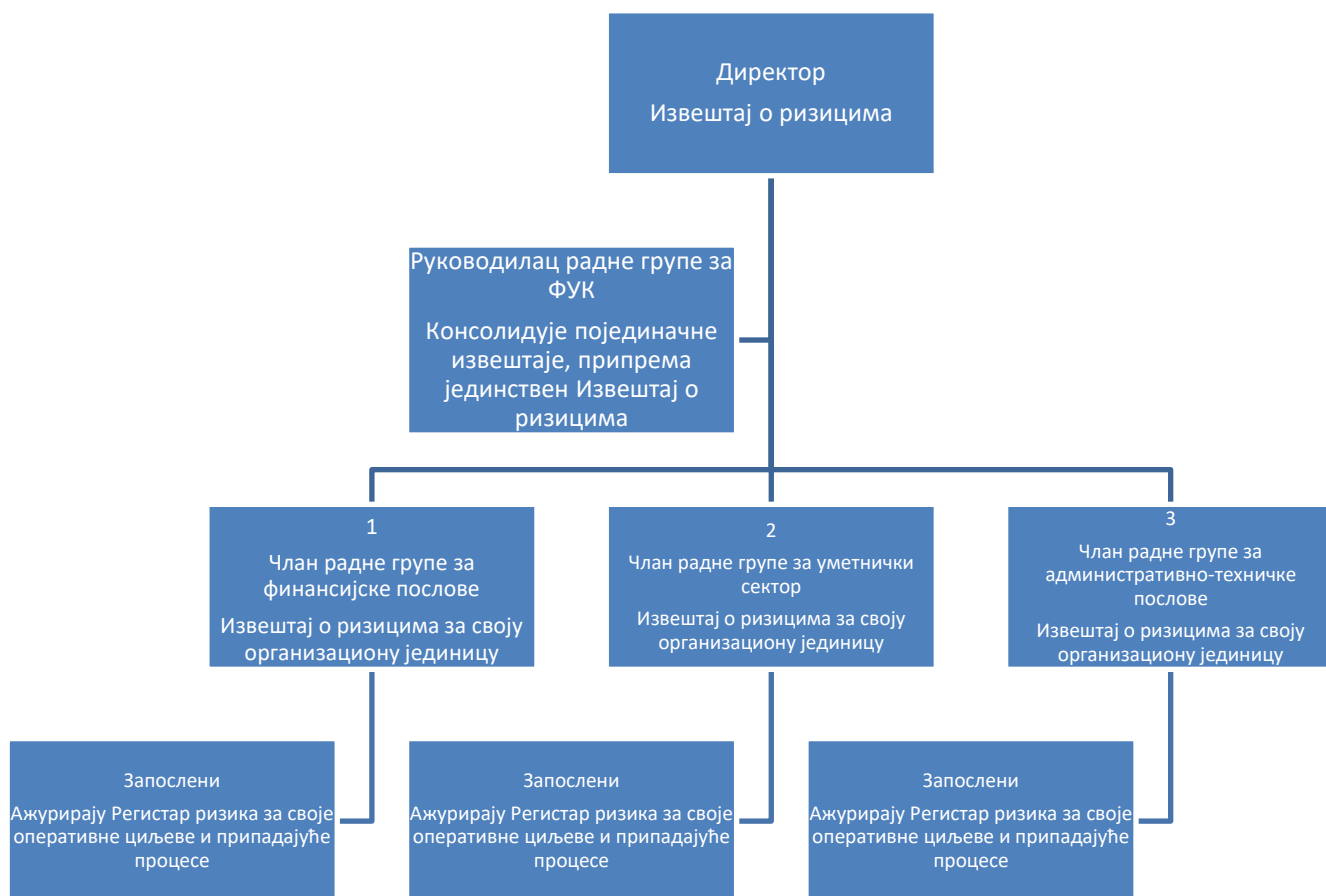 Директор
Извештај о ризицима
Руководилац радне групе за
ФУК
Консолидује појединачне
извештаје, припрема
јединствен Извештај о
ризицима
1
Члан радне групе за
финансијске послове
Извештај о ризицима за своју
организациону јединицу
2
Члан радне групе за уметнички
сектор
Извештај о ризицима за своју
организациону јединицу
3
Члан радне групе за
административно-техничке
послове
Извештај о ризицима за своју
организациону јединицу
Запослени
Ажурирају Регистар ризика за своје
оперативне циљеве и припадајуће
процесе
Запослени
Ажурирају Регистар ризика за своје
оперативне циљеве и припадајуће
процесе
Запослени
Ажурирају Регистар ризика за своје
оперативне циљеве и припадајуће
процесе